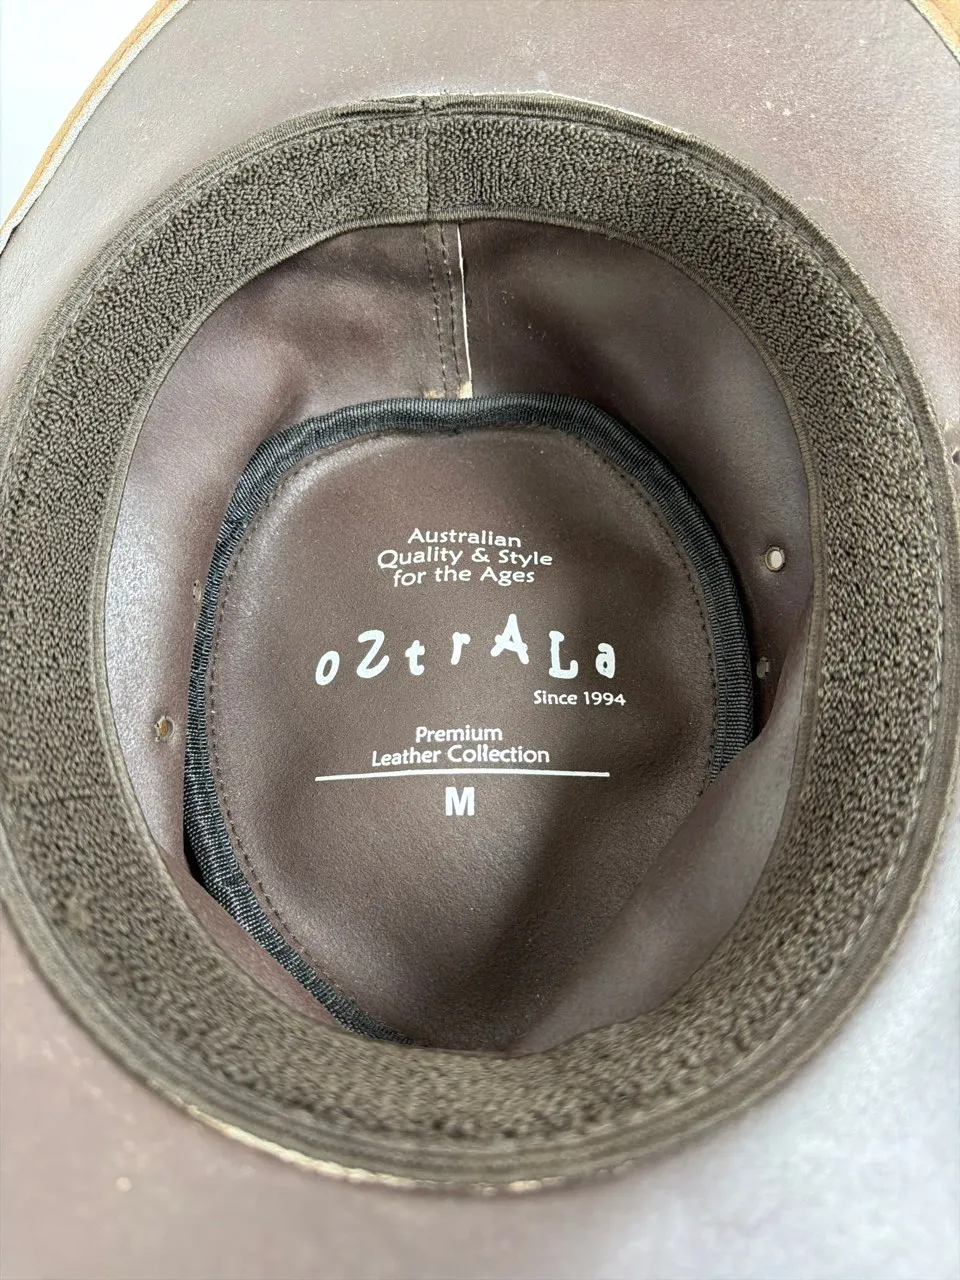 Australian
Quality & Style
for the Ages
oZtrALa
Since 1994
Premium
Leather Collection
M